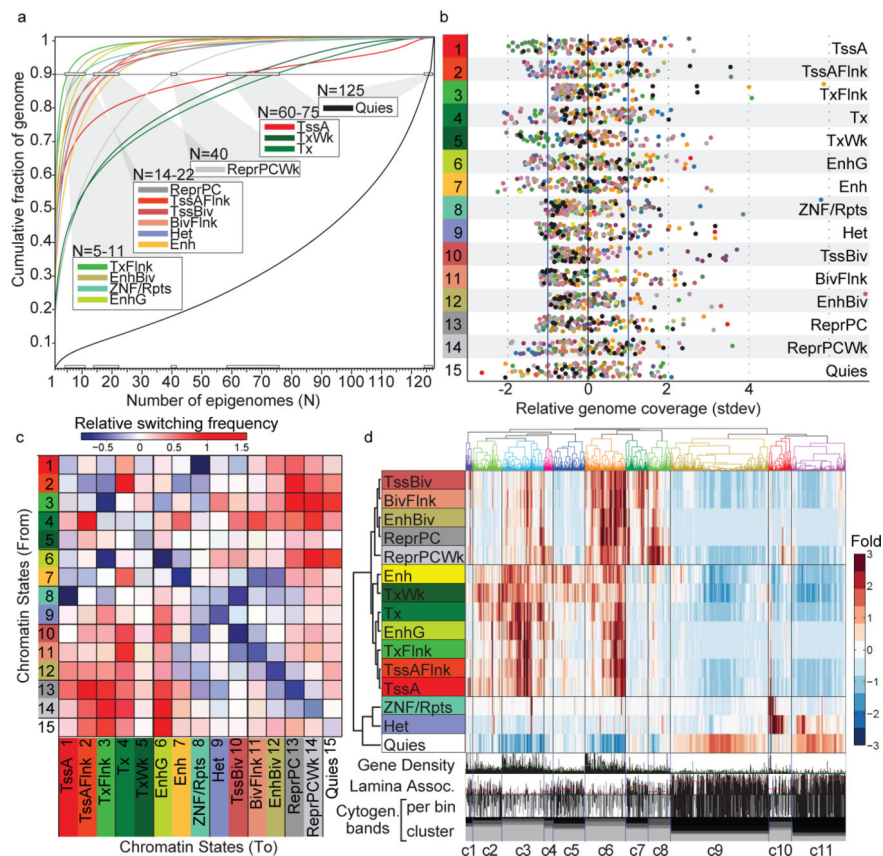 a
Cumulative fraction of genome
1
0.9
0.8
0.7
0.6
0.5
0.4
0.3
0.2
0.1
N=125
Quies
N=60-75
TssA
TxWk
Tx
N=40
ReprPCWk
N=14-22
ReprPC
TssAFlnk
TssBiv
BivFlnk
Het
Enh
N=5-11
TxFlnk
EnhBiv
ZNF/Rpts
EnhG
10 20 30 40 50 60 70 80 90 100 110 120
Number of epigenomes (N)
b
1 TssA
2 TssAFlnk
3 TxFlnk
4 Tx
5 TxWk
6 EnhG
7 Enh
8 ZNF/Rpts
9 Het
10 TssBiv
11 BivFlnk
12 EnhBiv
13 ReprPC
14 ReprPCWk
15 Quies
-2 0 2 4
Relative genome coverage (stdev)
c
Relative switching frequency
-0.5 0 0.5 1 1.5
Chromatin States (From)
1
2
3
4
5
6
7
8
9
10
11
12
13
14
15
TssA 1
TssAFlnk 2
TxFlnk 3
Tx 4
TxWk 5
EnhG 6
Enh 7
ZNF/Rpts 8
Het 9
TssBiv 10
BivFlnk 11
EnhBiv 12
ReprPC 13
ReprPCWk 14
Quies 15
Chromatin States (To)
d
TssBiv
BivFlnk
EnhBiv
ReprPC
ReprPCWk
Enh
TxWk
Tx
EnhG
TxFlnk
TssAFlnk
TssA
ZNF/Rpts
Het
Quies
Fold
3
2
1
0
−1
−2
−3
Gene Density
Lamina Assoc.
Cytogen. bands
per bin
cluster
c1 c2 c3 c4 c5 c6 c7 c8 c9 c10 c11